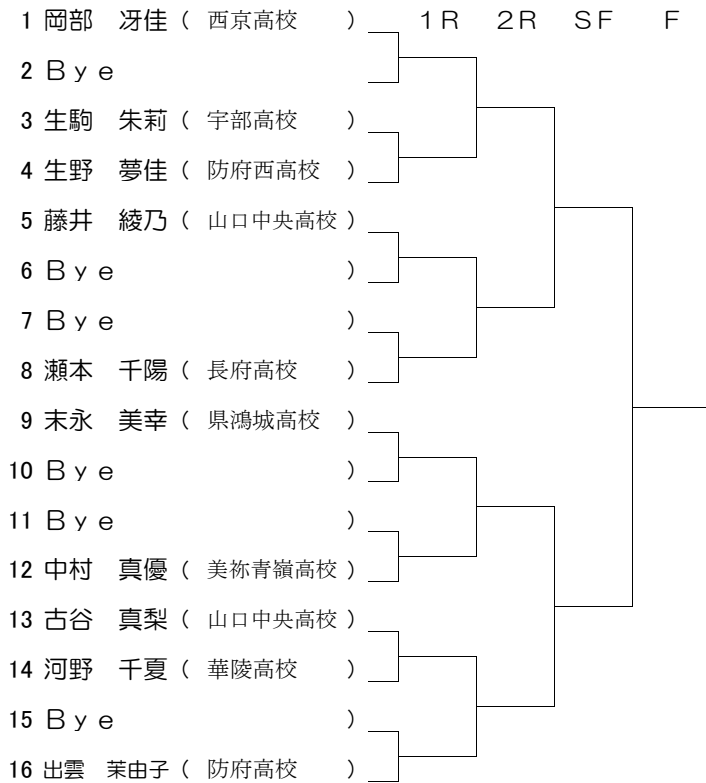 1 岡部 冴佳 ( 西京高校 ) 1R 2R SF F
2 Bye
3 生駒 朱莉 ( 宇部高校 )
4 生野 夢佳 ( 防府西高校 )
5 藤井 綾乃 ( 山口中央高校 )
6 Bye )
7 Bye )
8 瀬本 千陽 ( 長府高校 )
9 末永 美幸 ( 県鴻城高校 )
10 Bye )
11 Bye )
12 中村 真優 ( 美祢青嶺高校 )
13 古谷 真梨 ( 山口中央高校 )
14 河野 千夏 ( 華陵高校 )
15 Bye )
16 出雲 茉由子 ( 防府高校 )